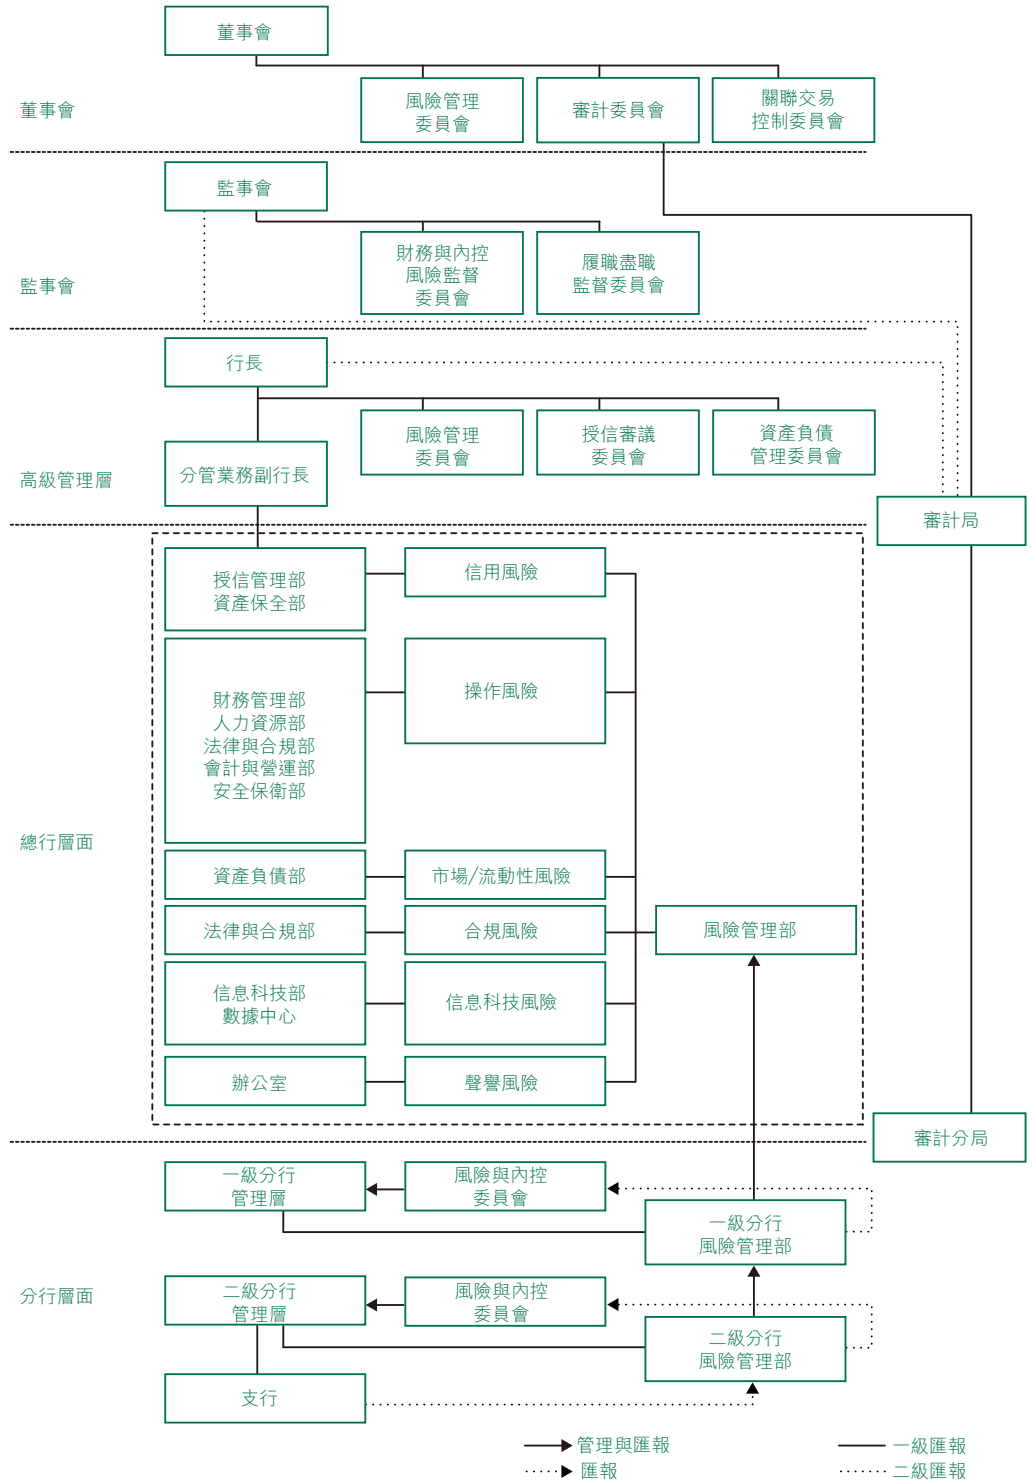 董事會
董事會
風險管理
委員會
審計委員會
關聯交易
控制委員會
監事會
監事會
財務與內控
風險監督
委員會
履職盡職
監督委員會
行長
高級管理層
風險管理
委員會
授信審議
委員會
資產負債
管理委員會
分管業務副行長
審計局
總行層面
授信管理部
資產保全部
信用風險
財務管理部
人力資源部
法律與合規部
會計與營運部
安全保衛部
操作風險
資產負債部
市場/流動性風險
法律與合規部
合規風險
風險管理部
信息科技部
數據中心
信息科技風險
辦公室
聲譽風險
審計分局
分行層面
一級分行
管理層
風險與內控
委員會
一級分行
風險管理部
二級分行
管理層
風險與內控
委員會
二級分行
風險管理部
支行
管理與匯報
一級匯報
匯報
二級匯報